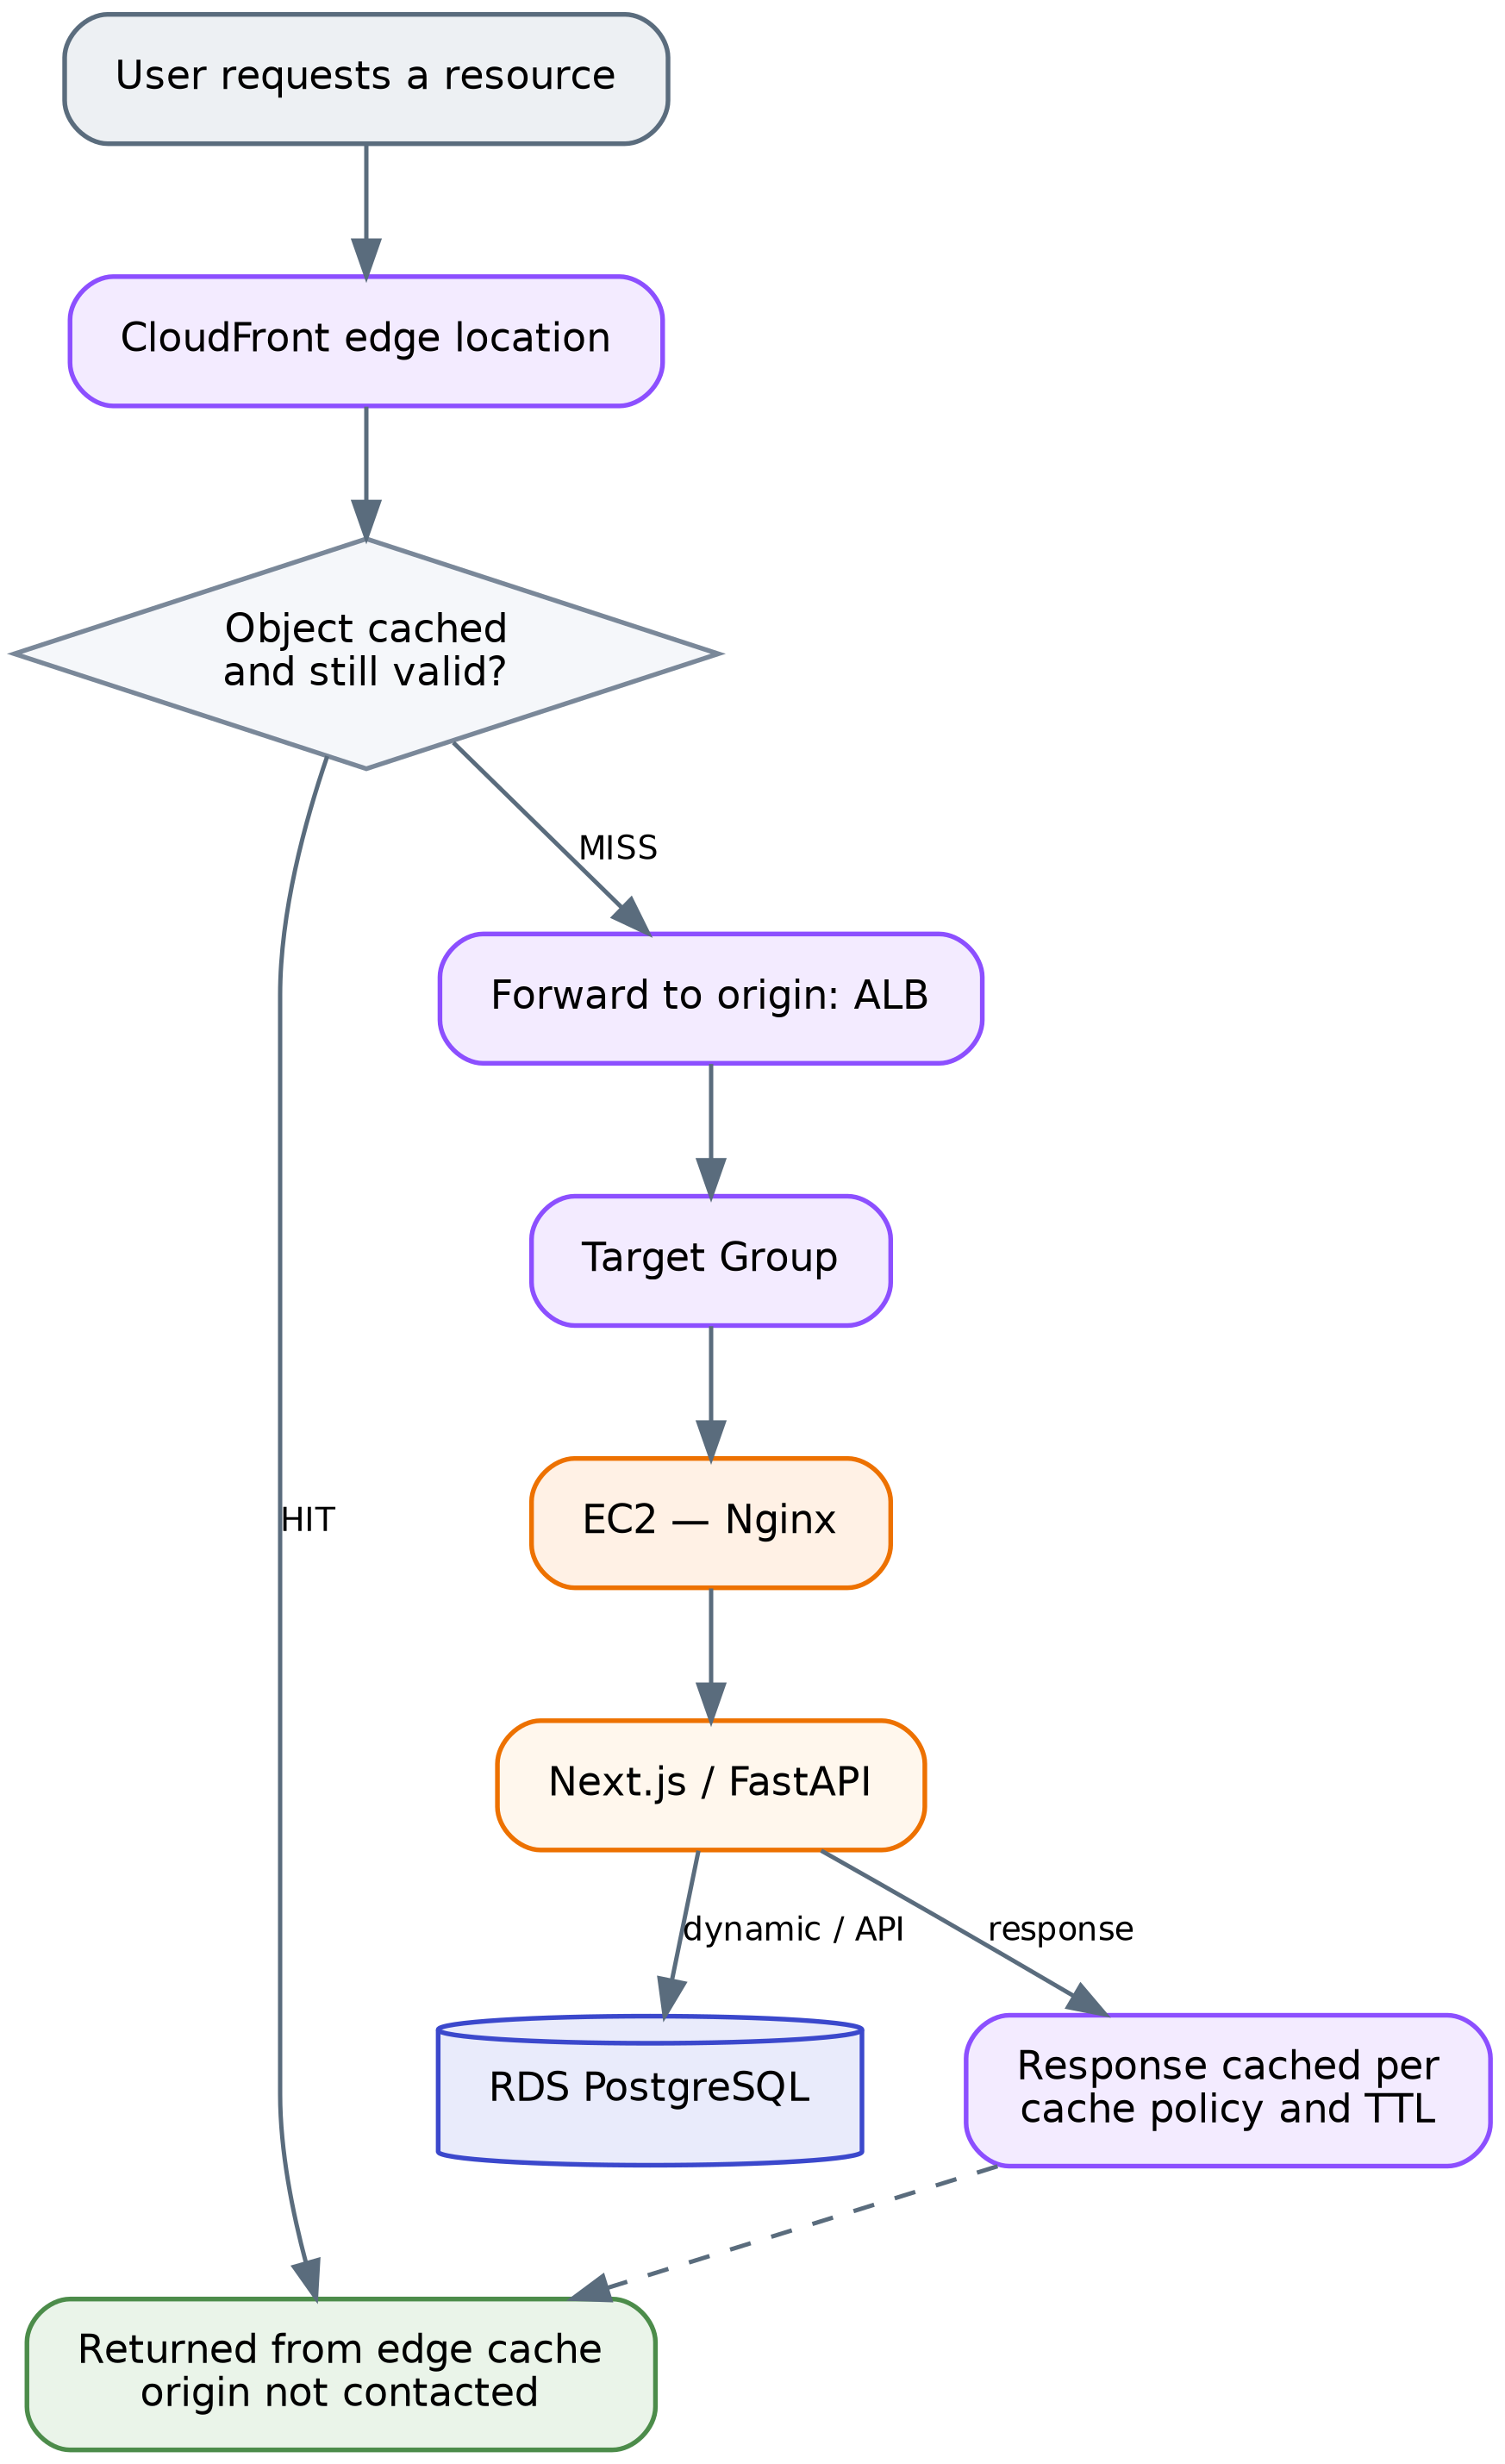 User requests a resource
CloudFront edge location
Object cached
and still valid?
MISS
Forward to origin: ALB
Target Group
EC2 — Nginx
HIT
Next.js / FastAPI
dynamic / API
response
RDS PostgreSQL
Response cached per
cache policy and TTL
Returned from edge cache
origin not contacted